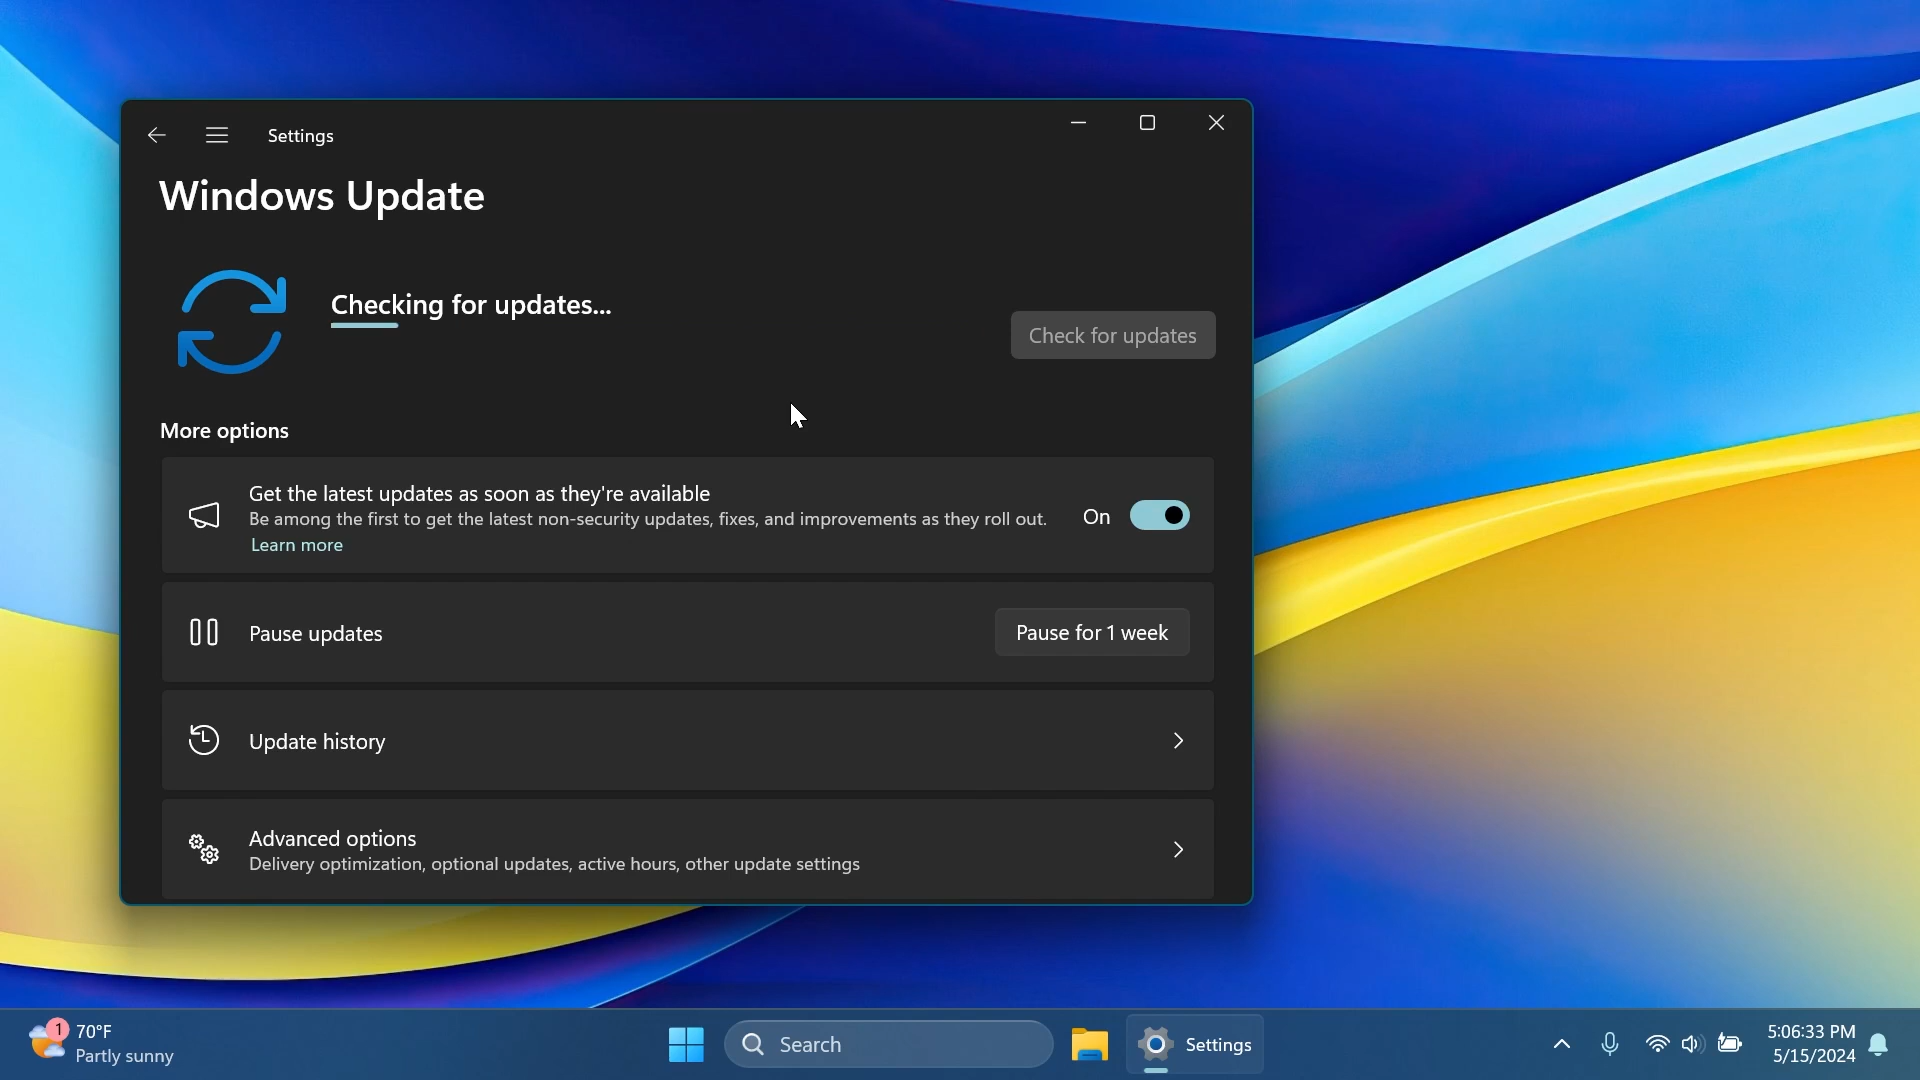 Settings
Windows Update
Checking for updates...
Check for updates
More options
Get the latest updates as soon as they're available
Be among the first to get the latest non-security updates, fixes, and improvements as they roll out.
On
Learn more
Pause updates
Pause for 1 week
Update history
Advanced options
Delivery optimization, optional updates, active hours, other update settings
1
70°F
Partly sunny
Search
Settings
5:06:33 PM
5/15/2024